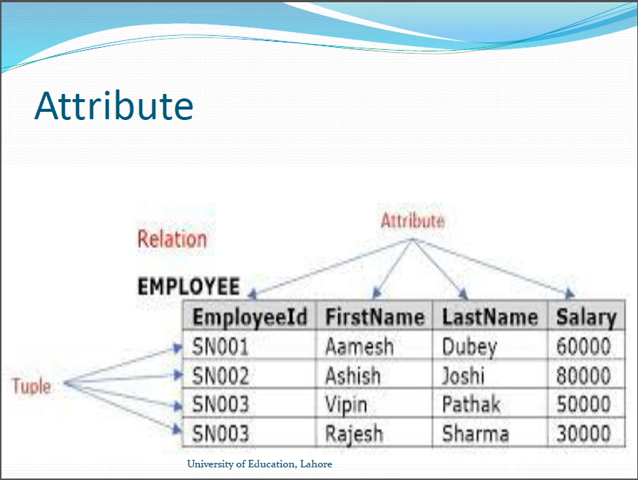 Attribute
Attribute
Relation
EMPLOYEE
EmployeeId FirstName LastName Salary
SN001 Aamesh Dubey 60000
SN002 Ashish Joshi 80000
Tuple
SN003 Vipin Pathak 50000
SN003 Rajesh Sharma 30000
University of Education, Lahore